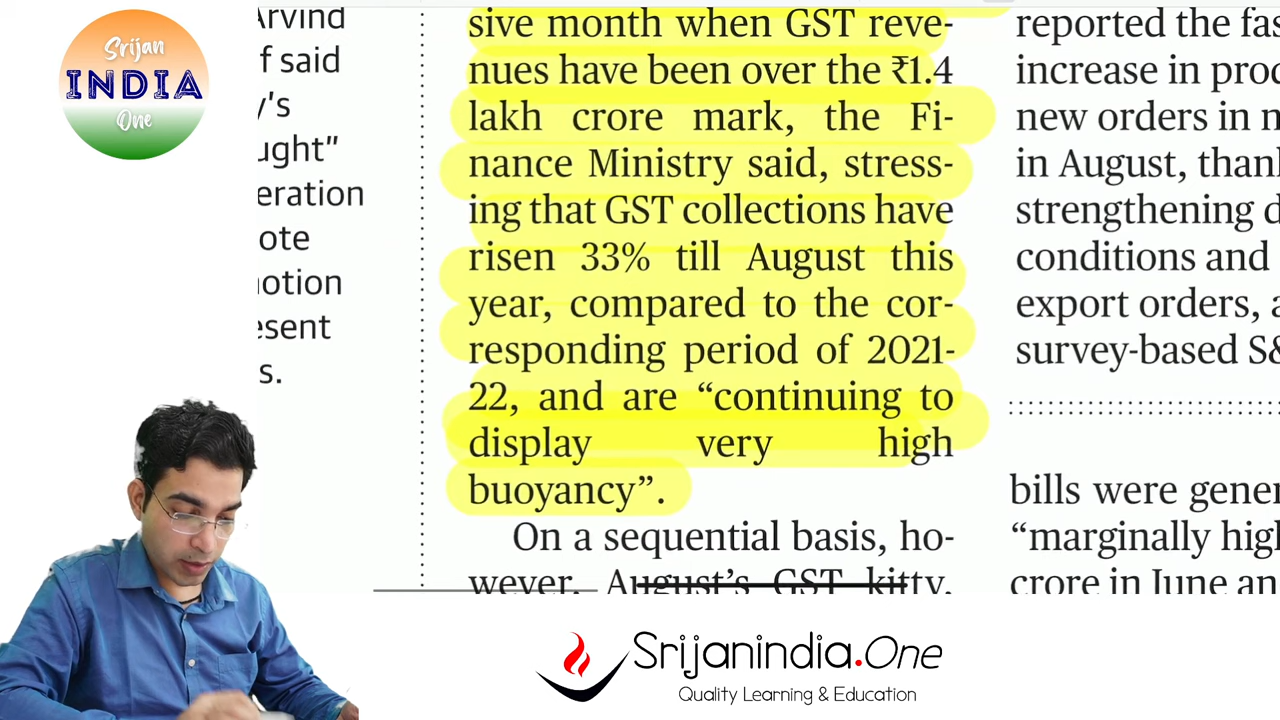 Srijan
INDIA
One
Arvind
f said
y's
ught”
eration
ote
otion
esent
s.
sive month when GST reve-
nues have been over the ₹1.4
lakh crore mark, the Fi-
nance Ministry said, stress-
ing that GST collections have
risen 33% till August this
year, compared to the cor-
responding period of 2021-
22, and are “continuing to
display very high
buoyancy”.
On a sequential basis, ho-
wever, August’s GST kitty,
reported the fas
increase in prod
new orders in n
in August, than
strengthening d
conditions and
export orders, a
survey-based S&
bills were gener
“marginally high
crore in June an
Srijanindia.One
Quality Learning & Education